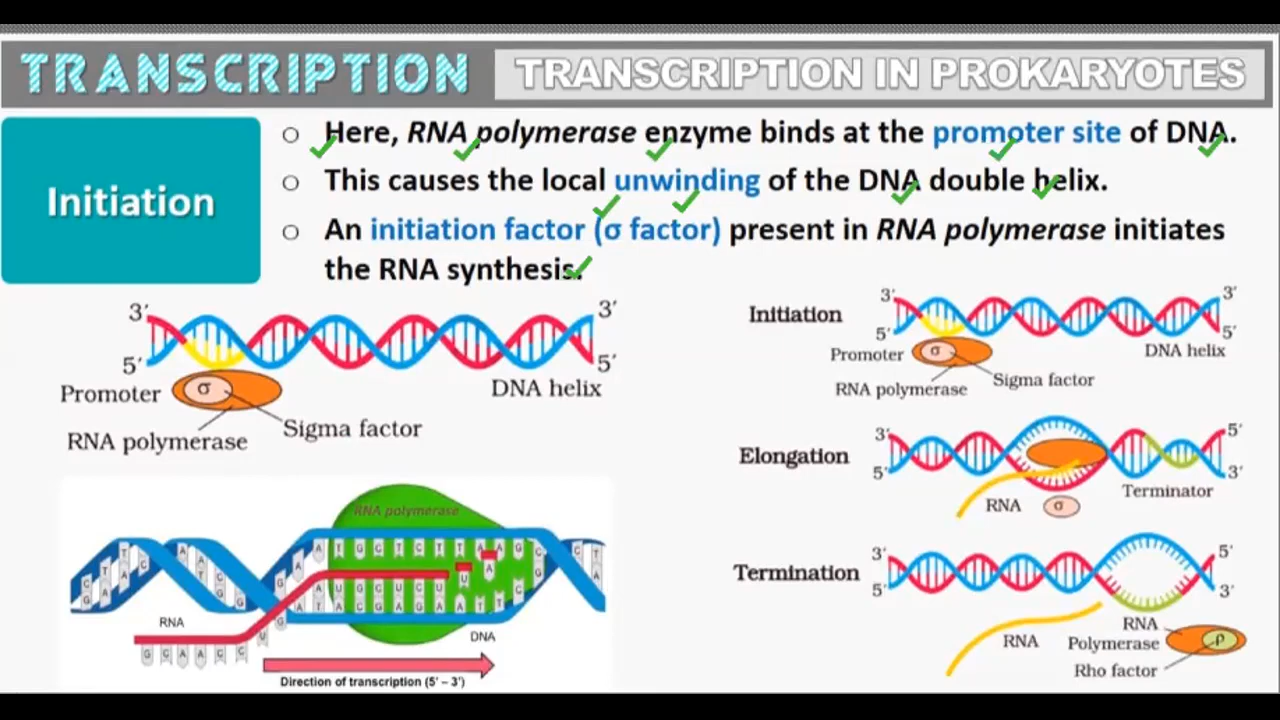 TRANSCRIPTION
TRANSCRIPTION IN PROKARYOTES
Initiation
○ Here, RNA polymerase enzyme binds at the promoter site of DNA.
○ This causes the local unwinding of the DNA double helix.
○ An initiation factor (σ factor) present in RNA polymerase initiates
the RNA synthesis.
3′ 3′
5′ 5′
Promoter σ DNA helix
RNA polymerase Sigma factor
RNA polymerase
RNA
DNA
G C A A C C U
Direction of transcription (5' – 3')
Initiation
3′ 3′
5′ 5′
Promoter σ DNA helix
RNA polymerase Sigma factor
Elongation
3′ 5′
5′ 3′
RNA σ Terminator
Termination
3′ 5′
5′ 3′
RNA
RNA
Polymerase ρ
Rho factor